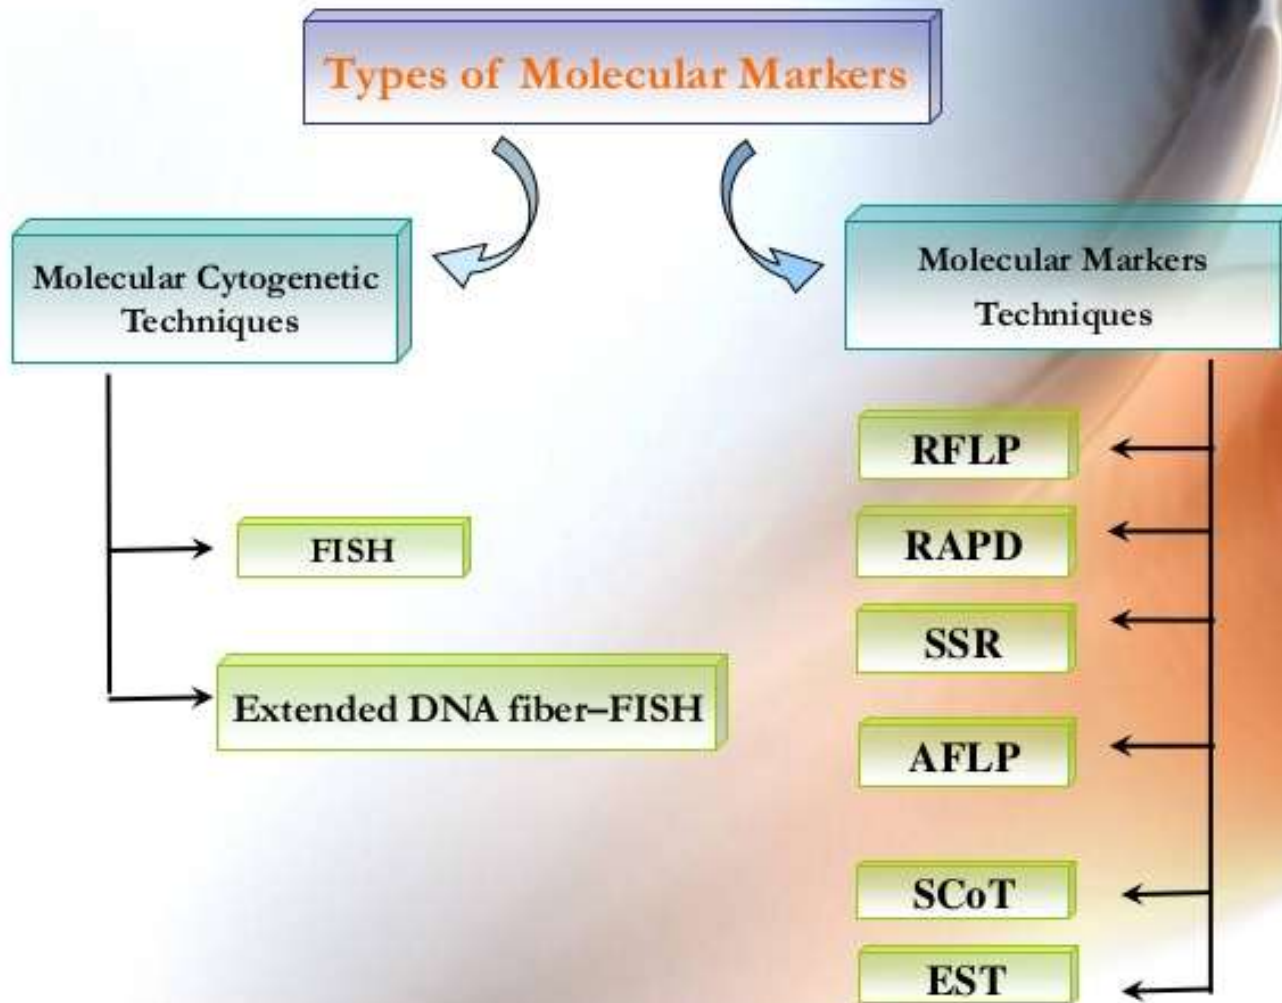 Types of Molecular Markers
Molecular Cytogenetic
Techniques
FISH
Extended DNA fiber–FISH
Molecular Markers
Techniques
RFLP
RAPD
SSR
AFLP
SCoT
EST